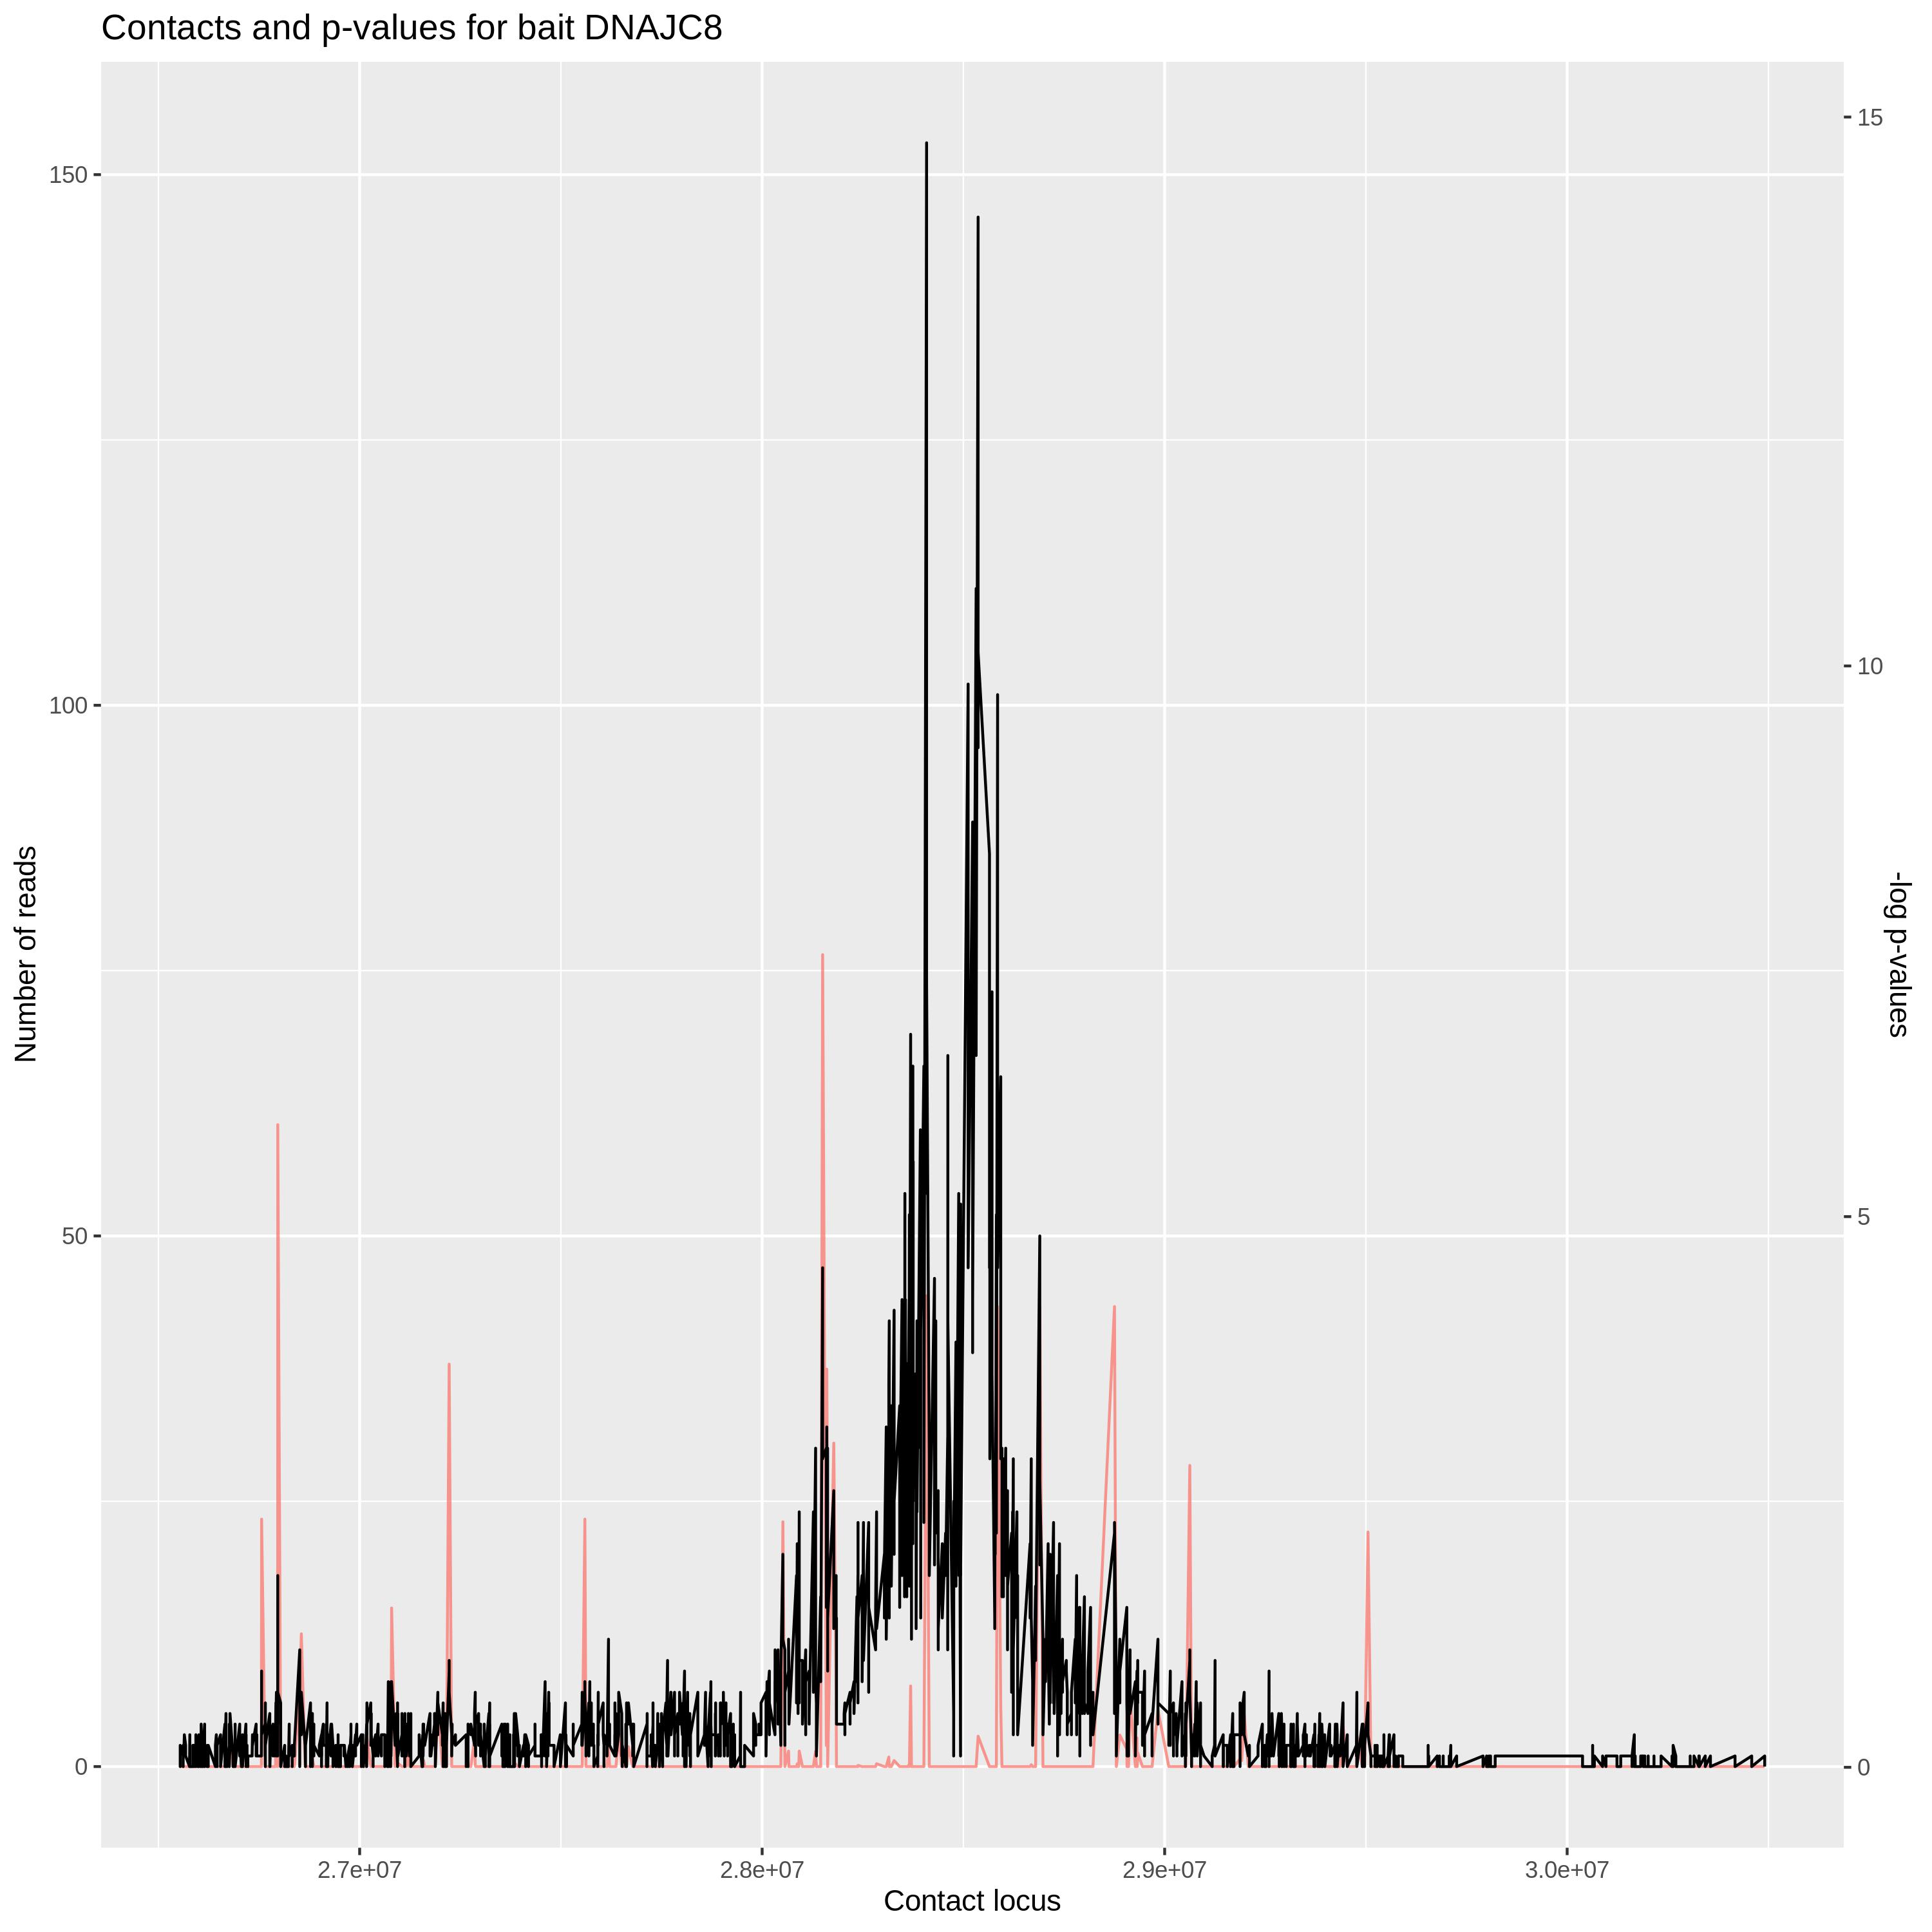 Contacts and p-values for bait DNAJC8
150
100
50
0
Number of reads
15
10
5
0
-log p-values
2.7e+07 2.8e+07 2.9e+07 3.0e+07
Contact locus